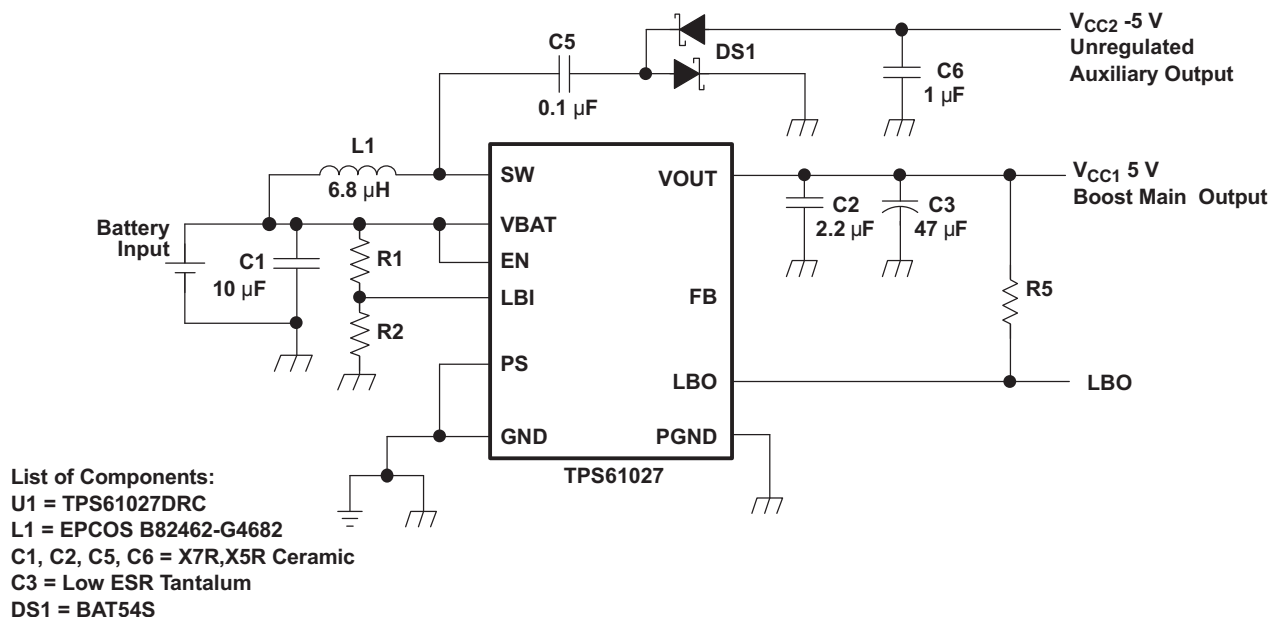 V_CC2 -5 V
Unregulated
Auxiliary Output
C5
0.1 µF
DS1
C6
1 µF
L1
6.8 µH
Battery
Input
C1
10 µF
R1
R2
SW
VBAT
EN
LBI
PS
GND
VOUT
FB
LBO
PGND
TPS61027
C2
2.2 µF
C3
47 µF
V_CC1 5 V
Boost Main Output
R5
LBO
List of Components:
U1 = TPS61027DRC
L1 = EPCOS B82462-G4682
C1, C2, C5, C6 = X7R,X5R Ceramic
C3 = Low ESR Tantalum
DS1 = BAT54S